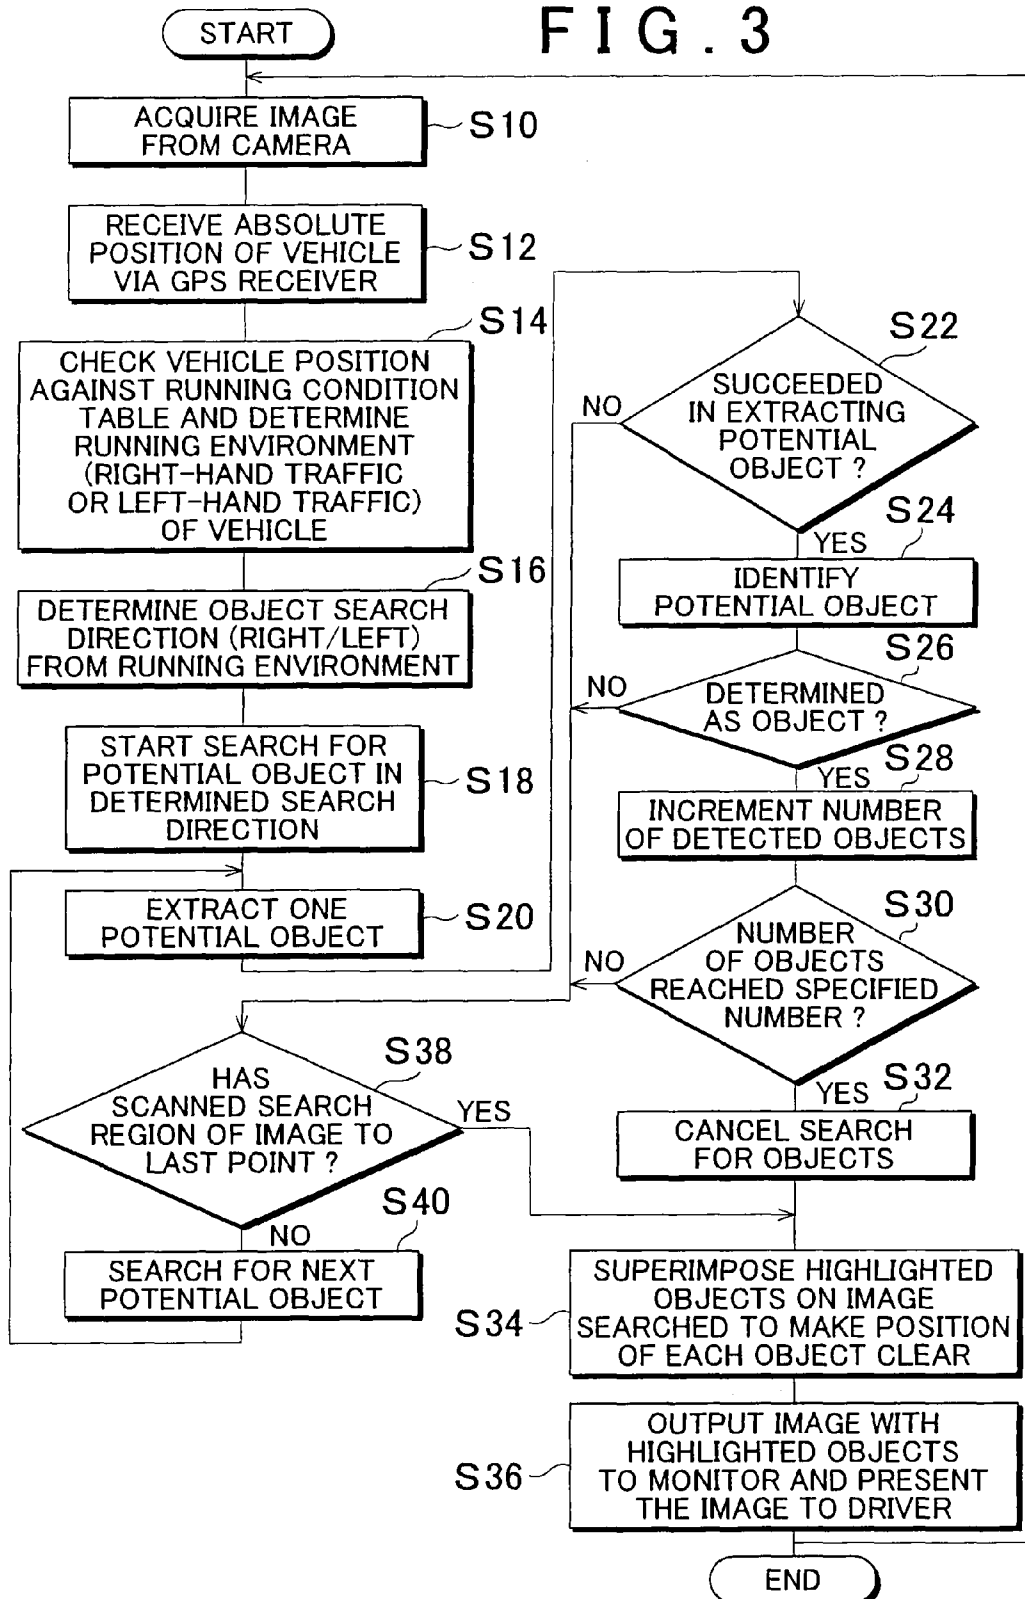 FIG.3
START
ACQUIRE IMAGE
FROM CAMERA
S10
RECEIVE ABSOLUTE
POSITION OF VEHICLE
VIA GPS RECEIVER
S12
S14
CHECK VEHICLE POSITION
AGAINST RUNNING CONDITION
TABLE AND DETERMINE
RUNNING ENVIRONMENT
(RIGHT-HAND TRAFFIC
OR LEFT-HAND TRAFFIC)
OF VEHICLE
S16
DETERMINE OBJECT SEARCH
DIRECTION (RIGHT/LEFT)
FROM RUNNING ENVIRONMENT
START SEARCH FOR
POTENTIAL OBJECT IN
DETERMINED SEARCH
DIRECTION
S18
EXTRACT ONE
POTENTIAL OBJECT
S20
S22
SUCCEEDED
IN EXTRACTING
POTENTIAL
OBJECT ?
NO
YES
S24
IDENTIFY
POTENTIAL OBJECT
S26
DETERMINED
AS OBJECT ?
NO
YES
S28
INCREMENT NUMBER
OF DETECTED OBJECTS
S30
NUMBER
OF OBJECTS
REACHED SPECIFIED
NUMBER ?
NO
YES
S32
CANCEL SEARCH
FOR OBJECTS
S38
HAS
SCANNED SEARCH
REGION OF IMAGE TO
LAST POINT ?
YES
NO
S40
SEARCH FOR NEXT
POTENTIAL OBJECT
S34
SUPERIMPOSE HIGHLIGHTED
OBJECTS ON IMAGE
SEARCHED TO MAKE POSITION
OF EACH OBJECT CLEAR
S36
OUTPUT IMAGE WITH
HIGHLIGHTED OBJECTS
TO MONITOR AND PRESENT
THE IMAGE TO DRIVER
END